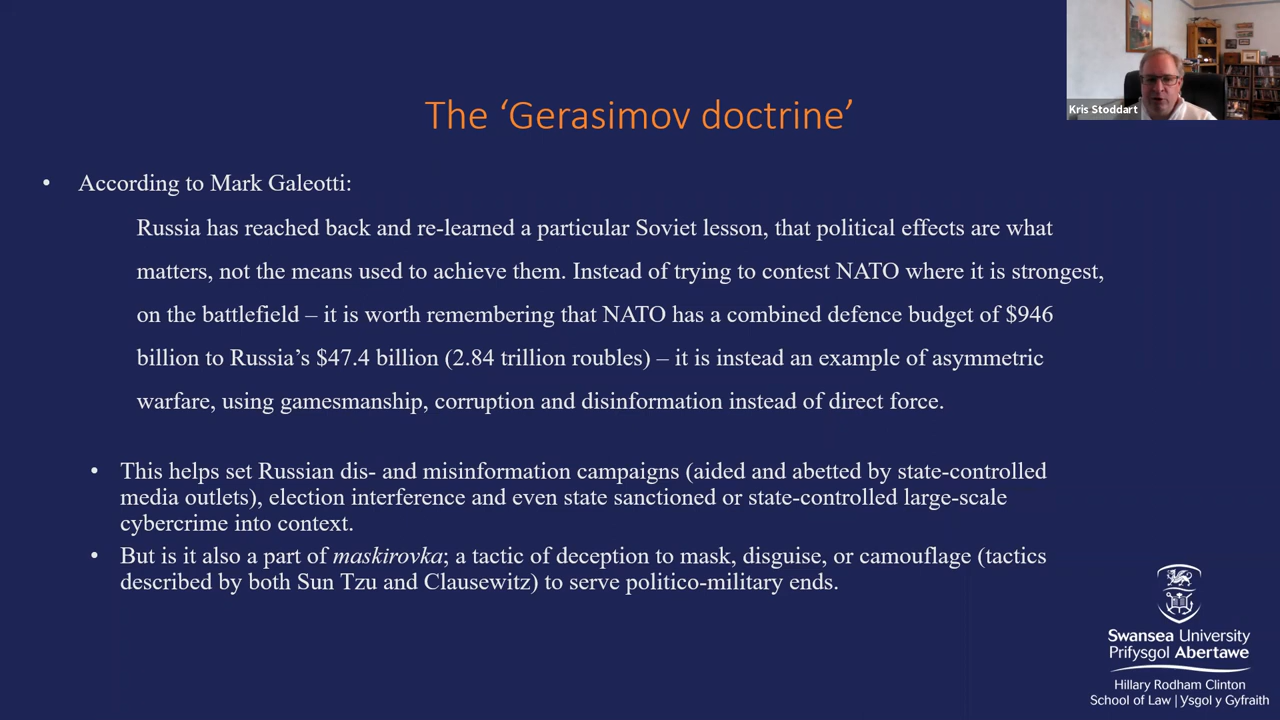 Kris Stoddart
The ‘Gerasimov doctrine’
• According to Mark Galeotti:
Russia has reached back and re-learned a particular Soviet lesson, that political effects are what
matters, not the means used to achieve them. Instead of trying to contest NATO where it is strongest,
on the battlefield – it is worth remembering that NATO has a combined defence budget of $946
billion to Russia’s $47.4 billion (2.84 trillion roubles) – it is instead an example of asymmetric
warfare, using gamesmanship, corruption and disinformation instead of direct force.
• This helps set Russian dis- and misinformation campaigns (aided and abetted by state-controlled
media outlets), election interference and even state sanctioned or state-controlled large-scale
cybercrime into context.
• But is it also a part of maskirovka; a tactic of deception to mask, disguise, or camouflage (tactics
described by both Sun Tzu and Clausewitz) to serve politico-military ends.
Swansea University
Prifysgol Abertawe
Hillary Rodham Clinton
School of Law | Ysgol y Gyfraith